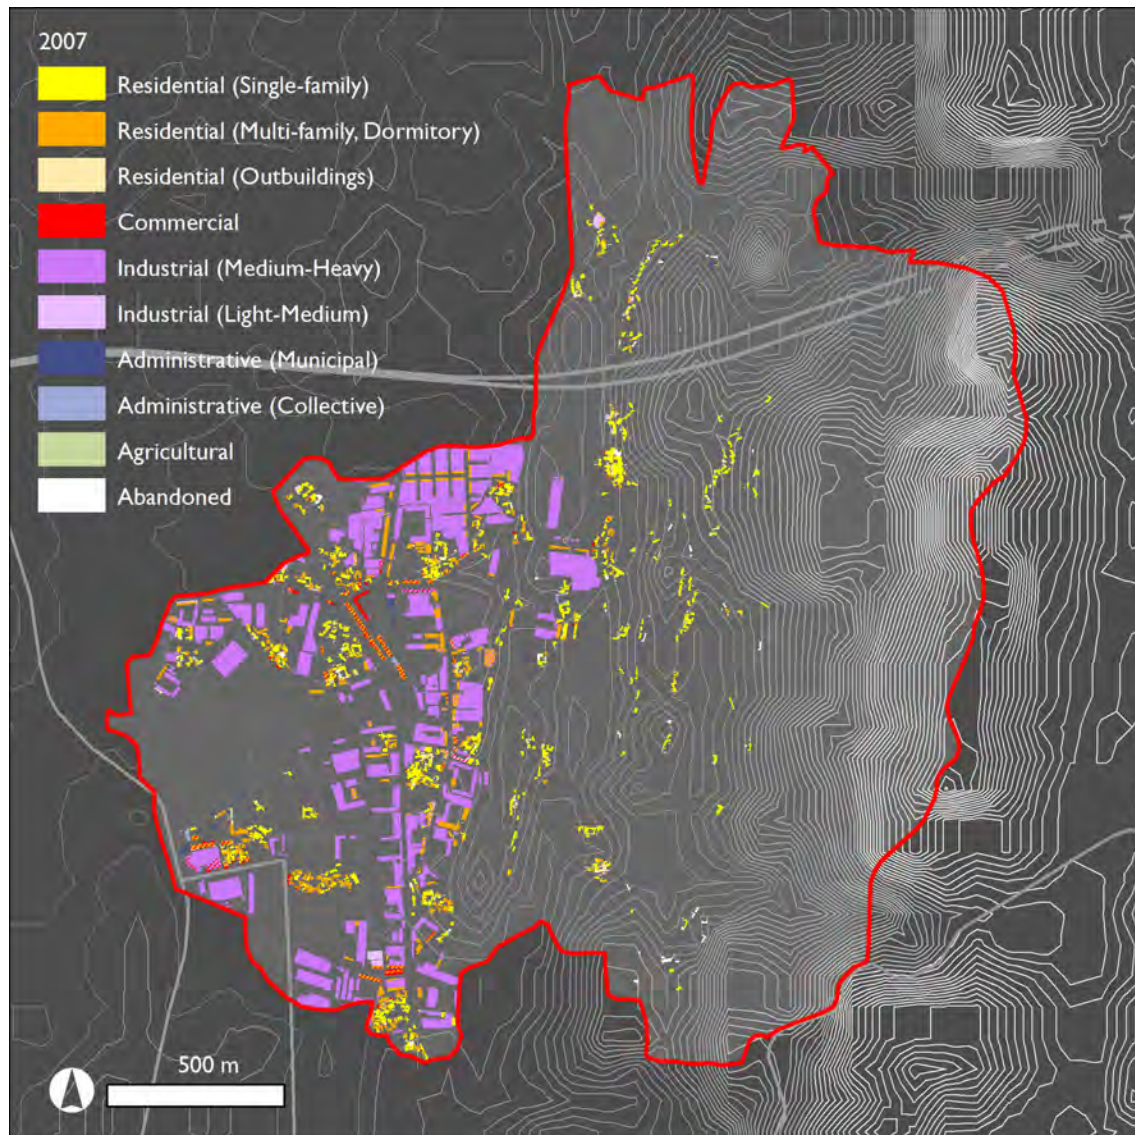 2007
Residential (Single-family)
Residential (Multi-family, Dormitory)
Residential (Outbuildings)
Commercial
Industrial (Medium-Heavy)
Industrial (Light-Medium)
Administrative (Municipal)
Administrative (Collective)
Agricultural
Abandoned
500 m